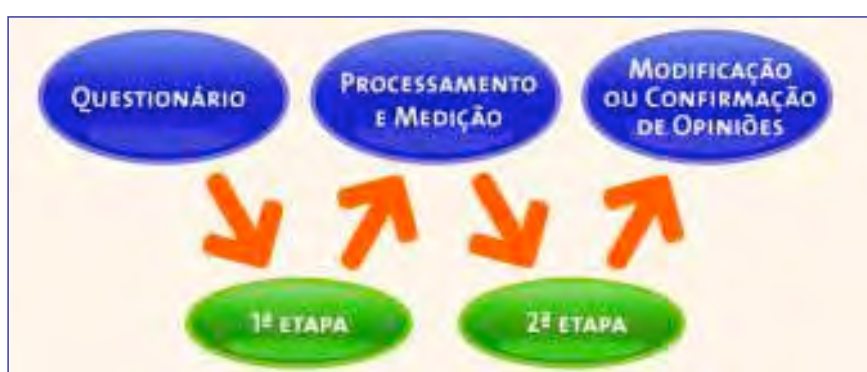 QUESTIONÁRIO
PROCESSAMENTO
E MEDIÇÃO
MODIFICAÇÃO
OU CONFIRMAÇÃO
DE OPINIÕES
1ª ETAPA
2ª ETAPA